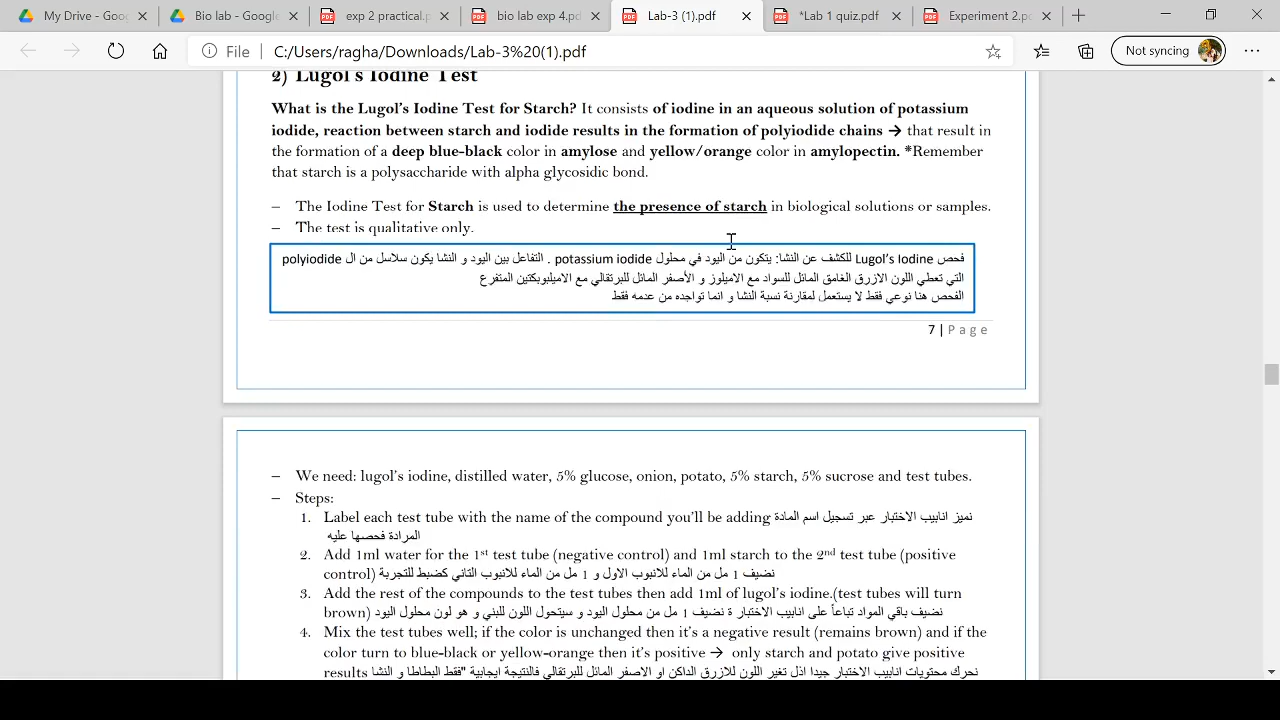 My Drive - Goo
Bio lab - Google
exp 2 practical.p
bio lab exp 4.pd
Lab-3 (1).pdf
*Lab 1 quiz.pdf
Experiment 2.pd
File | C:/Users/ragha/Downloads/Lab-3%20(1).pdf
Not syncing
2) Lugol's Iodine Test
What is the Lugol's Iodine Test for Starch? It consists of iodine in an aqueous solution of potassium
iodide, reaction between starch and iodide results in the formation of polyiodide chains → that result in
the formation of a deep blue-black color in amylose and yellow/orange color in amylopectin. *Remember
that starch is a polysaccharide with alpha glycosidic bond.
– The Iodine Test for Starch is used to determine the presence of starch in biological solutions or samples.
– The test is qualitative only.
فحص Lugol's Iodine للكشف عن النشا: يتكون من اليود في محلول potassium iodide . التفاعل بين اليود و النشا يكون سلاسل من ال polyiodide
التي تعطي اللون الازرق الغامق المائل للسواد مع الاميلوز و الأصفر المائل للبرتقالي مع الاميلوبوبكتين المتفرع
الفحص هنا نوعي فقط لا يستعمل لمقارنة نسبة النشا و انما تواجده من عدمه فقط
7 | Page
– We need: lugol's iodine, distilled water, 5% glucose, onion, potato, 5% starch, 5% sucrose and test tubes.
– Steps:
1. Label each test tube with the name of the compound you'll be adding نميز انابيب الاختبار عبر تسجيل اسم المادة
المرادة فحصها عليه
2. Add 1ml water for the 1st test tube (negative control) and 1ml starch to the 2nd test tube (positive
control) نضيف 1 مل من الماء للانبوب الاول و 1 مل من الماء للانبوب الثاني كضبط للتجربة
3. Add the rest of the compounds to the test tubes then add 1ml of lugol's iodine.(test tubes will turn
brown) نضيف باقي المواد تباعاً على انابيب الاختبار ة نضيف 1 مل من محلول اليود و سيتحول اللون للبني و هو لون محلول اليود
4. Mix the test tubes well; if the color is unchanged then it's a negative result (remains brown) and if the
color turn to blue-black or yellow-orange then it's positive → only starch and potato give positive
results نحرك محتويات انابيب الاختبار جيدا اذل تغير اللون للازرق الداكن او الاصفر المائل للبرتقالي فالنتيجة ايجابية "فقط البطاطا و النشا